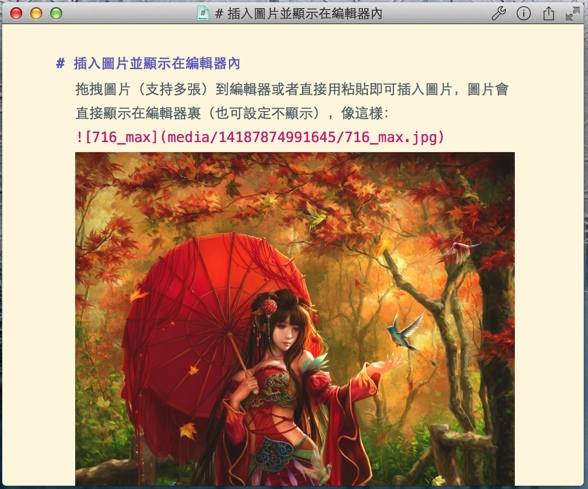 # 插入圖片並顯示在編輯器內
# 插入圖片並顯示在編輯器內
拖拽圖片（支持多張）到編輯器或者直接用粘貼即可插入圖片，圖片會
直接顯示在編輯器裏（也可設定不顯示），像這樣：
![716_max](media/14187874991645/716_max.jpg)